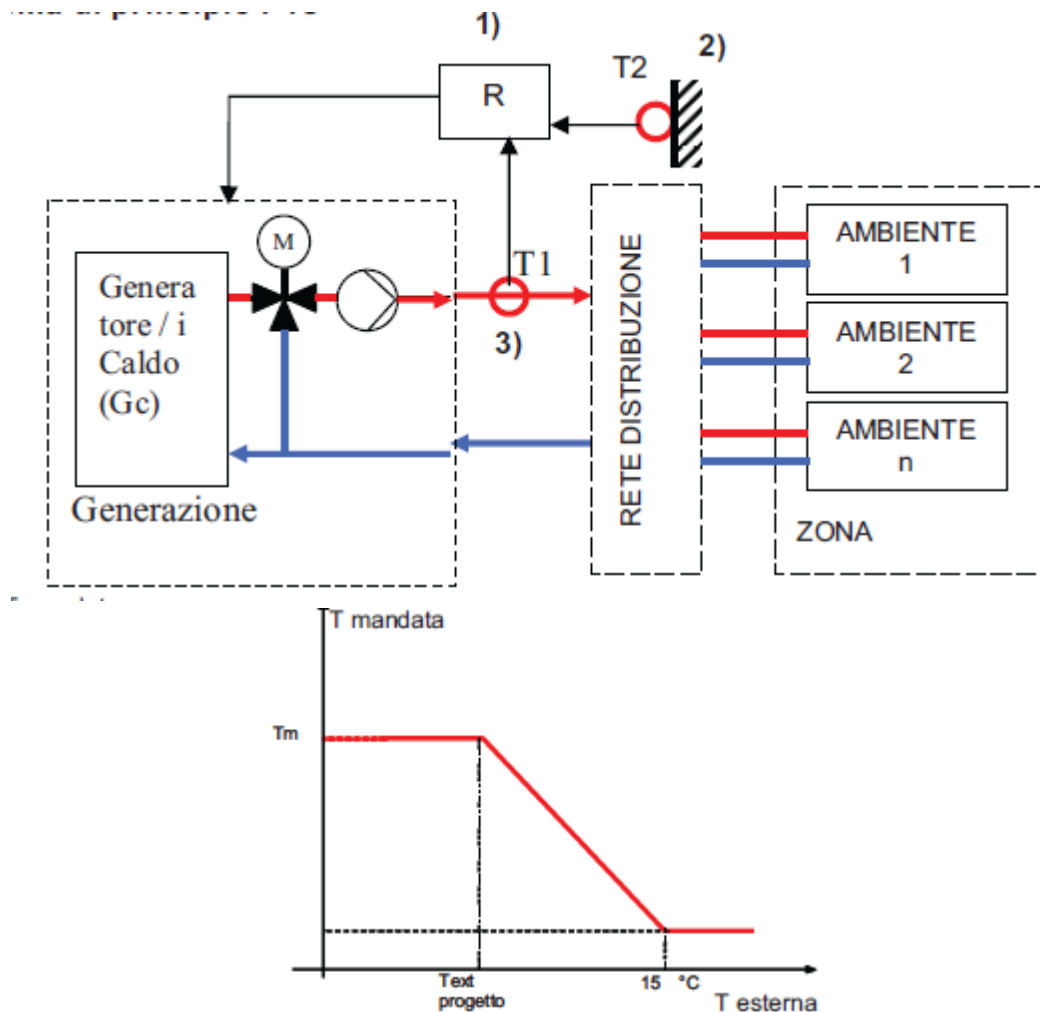 1)
2)
T2
R
M
T1
3)
Genera
tore / i
Caldo
(Gc)
Generazione
RETE DISTRIBUZIONE
AMBIENTE
1
AMBIENTE
2
AMBIENTE
n
ZONA
T mandata
Tm
Text
progetto
15 °C
T esterna